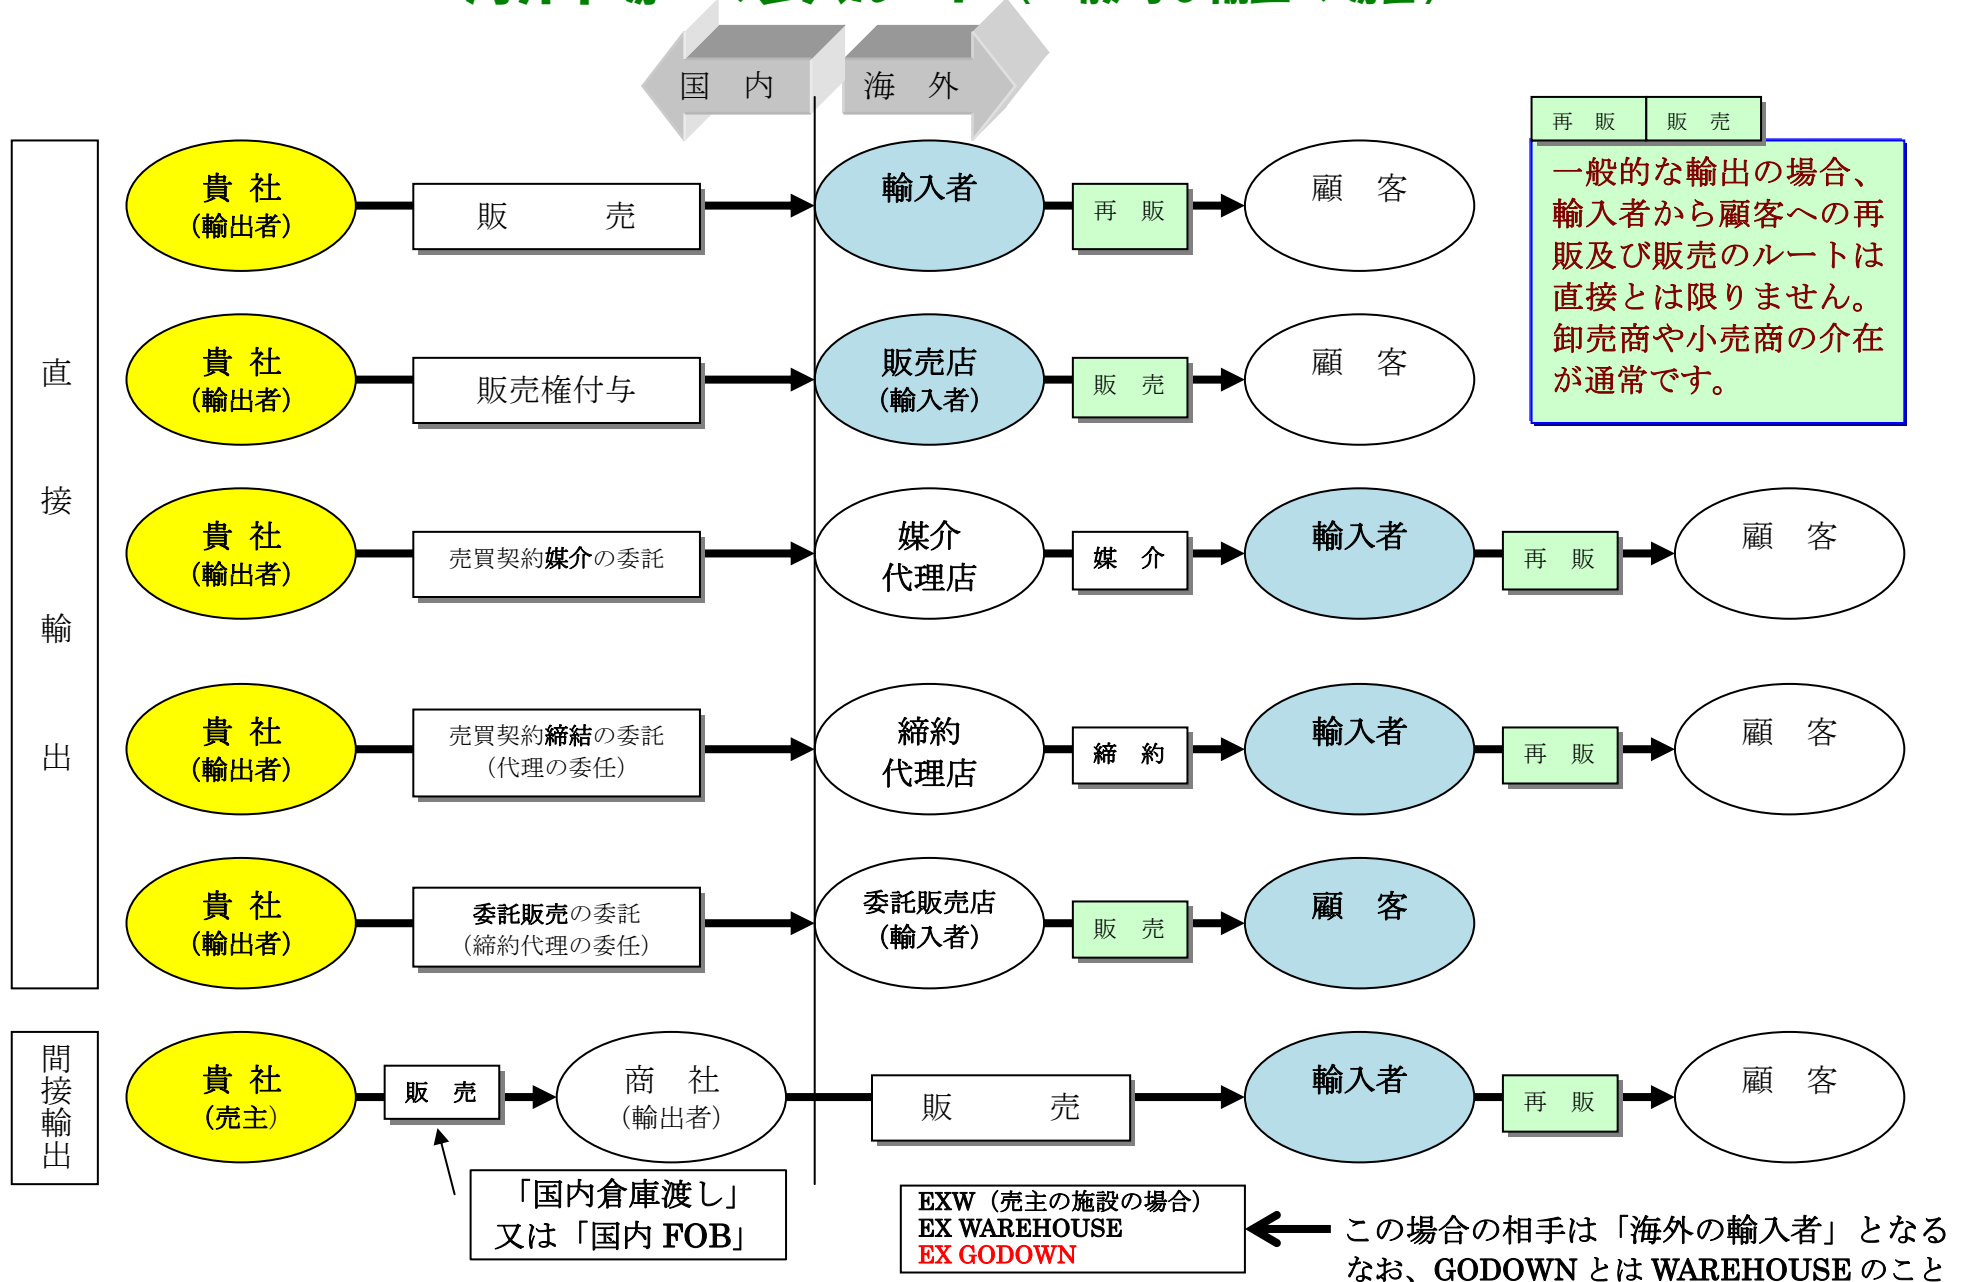 国 内
海 外
再 販
販 売
一般的な輸出の場合、
輸入者から顧客への再
販及び販売のルートは
直接とは限りません。
卸売商や小売商の介在
が通常です。
直接輸出
貴 社
(輸出者)
販 売
輸入者
再 販
顧 客
貴 社
(輸出者)
販売権付与
販売店
(輸入者)
販 売
顧 客
貴 社
(輸出者)
売買契約媒介の委託
媒介
代理店
媒 介
輸入者
再 販
顧 客
貴 社
(輸出者)
売買契約締結の委託
(代理の委任)
締約
代理店
締 約
輸入者
再 販
顧 客
貴 社
(輸出者)
委託販売の委託
(締約代理の委任)
委託販売店
(輸入者)
販 売
顧 客
間接輸出
貴 社
(売主)
販 売
商 社
(輸出者)
販 売
輸入者
再 販
顧 客
「国内倉庫渡し」
又は「国内 FOB」
EXW（売主の施設の場合）
EX WAREHOUSE
EX GODOWN
この場合の相手は「海外の輸入者」となる
なお、GODOWN とは WAREHOUSE のこと